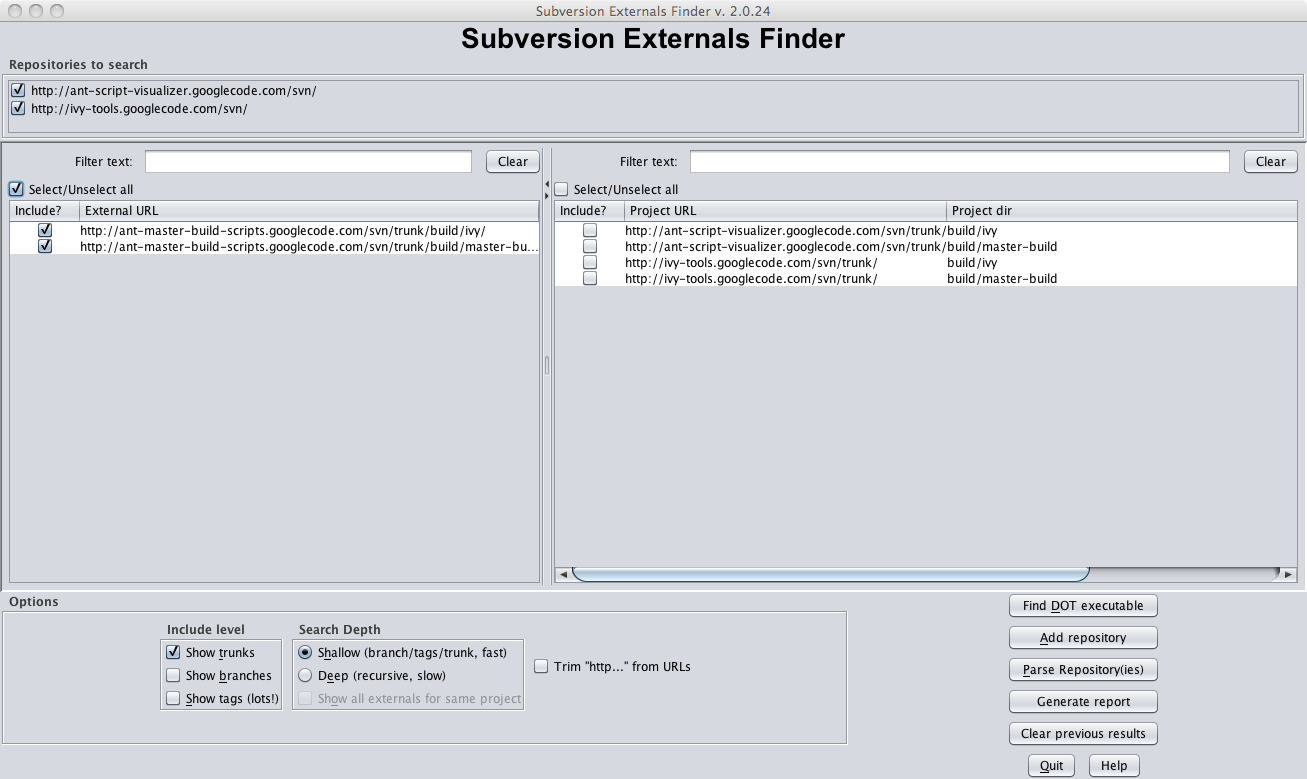 Subversion Externals Finder v. 2.0.24
Subversion Externals Finder
Repositories to search
http://ant-script-visualizer.googlecode.com/svn/
http://ivy-tools.googlecode.com/svn/
Filter text: Clear
Filter text: Clear
Select/Unselect all
Select/Unselect all
Include? External URL
Include? Project URL Project dir
http://ant-master-build-scripts.googlecode.com/svn/trunk/build/ivy/
http://ant-master-build-scripts.googlecode.com/svn/trunk/build/master-bu...
http://ant-script-visualizer.googlecode.com/svn/trunk/ build/ivy
http://ant-script-visualizer.googlecode.com/svn/trunk/ build/master-build
http://ivy-tools.googlecode.com/svn/trunk/ build/ivy
http://ivy-tools.googlecode.com/svn/trunk/ build/master-build
Options
Include level
Show trunks
Show branches
Show tags (lots!)
Search Depth
Shallow (branch/tags/trunk, fast)
Deep (recursive, slow)
Show all externals for same project
Trim "http..." from URLs
Find DOT executable
Add repository
Parse Repository(ies)
Generate report
Clear previous results
Quit Help